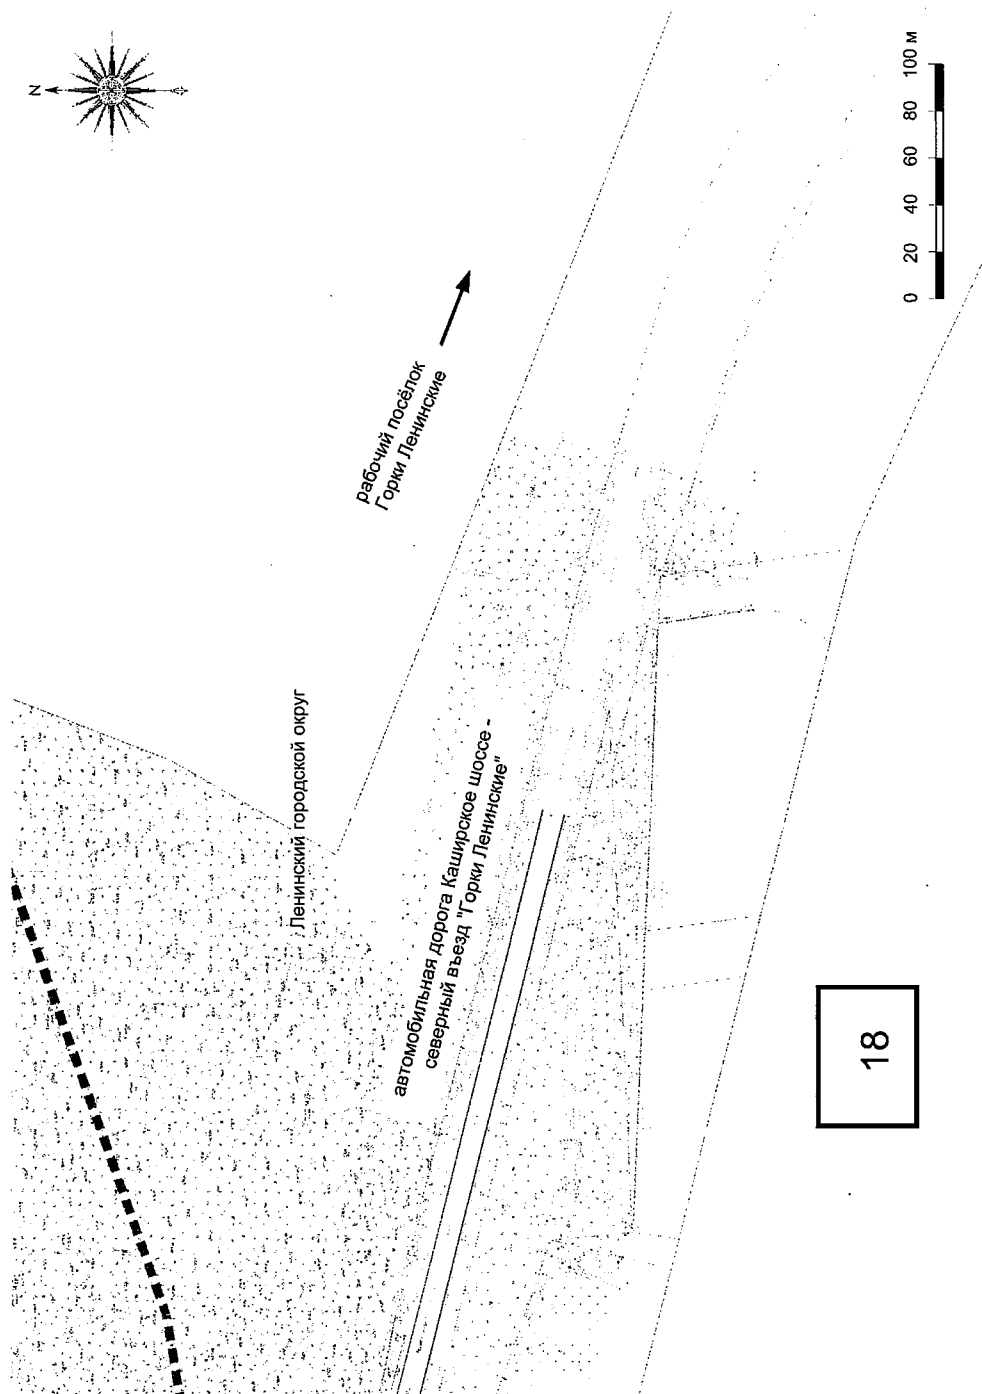 N
рабочий посёлок
Горки Ленинские
Ленинский городской округ
автомобильная дорога Каширское шоссе -
северный въезд "Горки Ленинские"
0 20 40 60 80 100 м
18